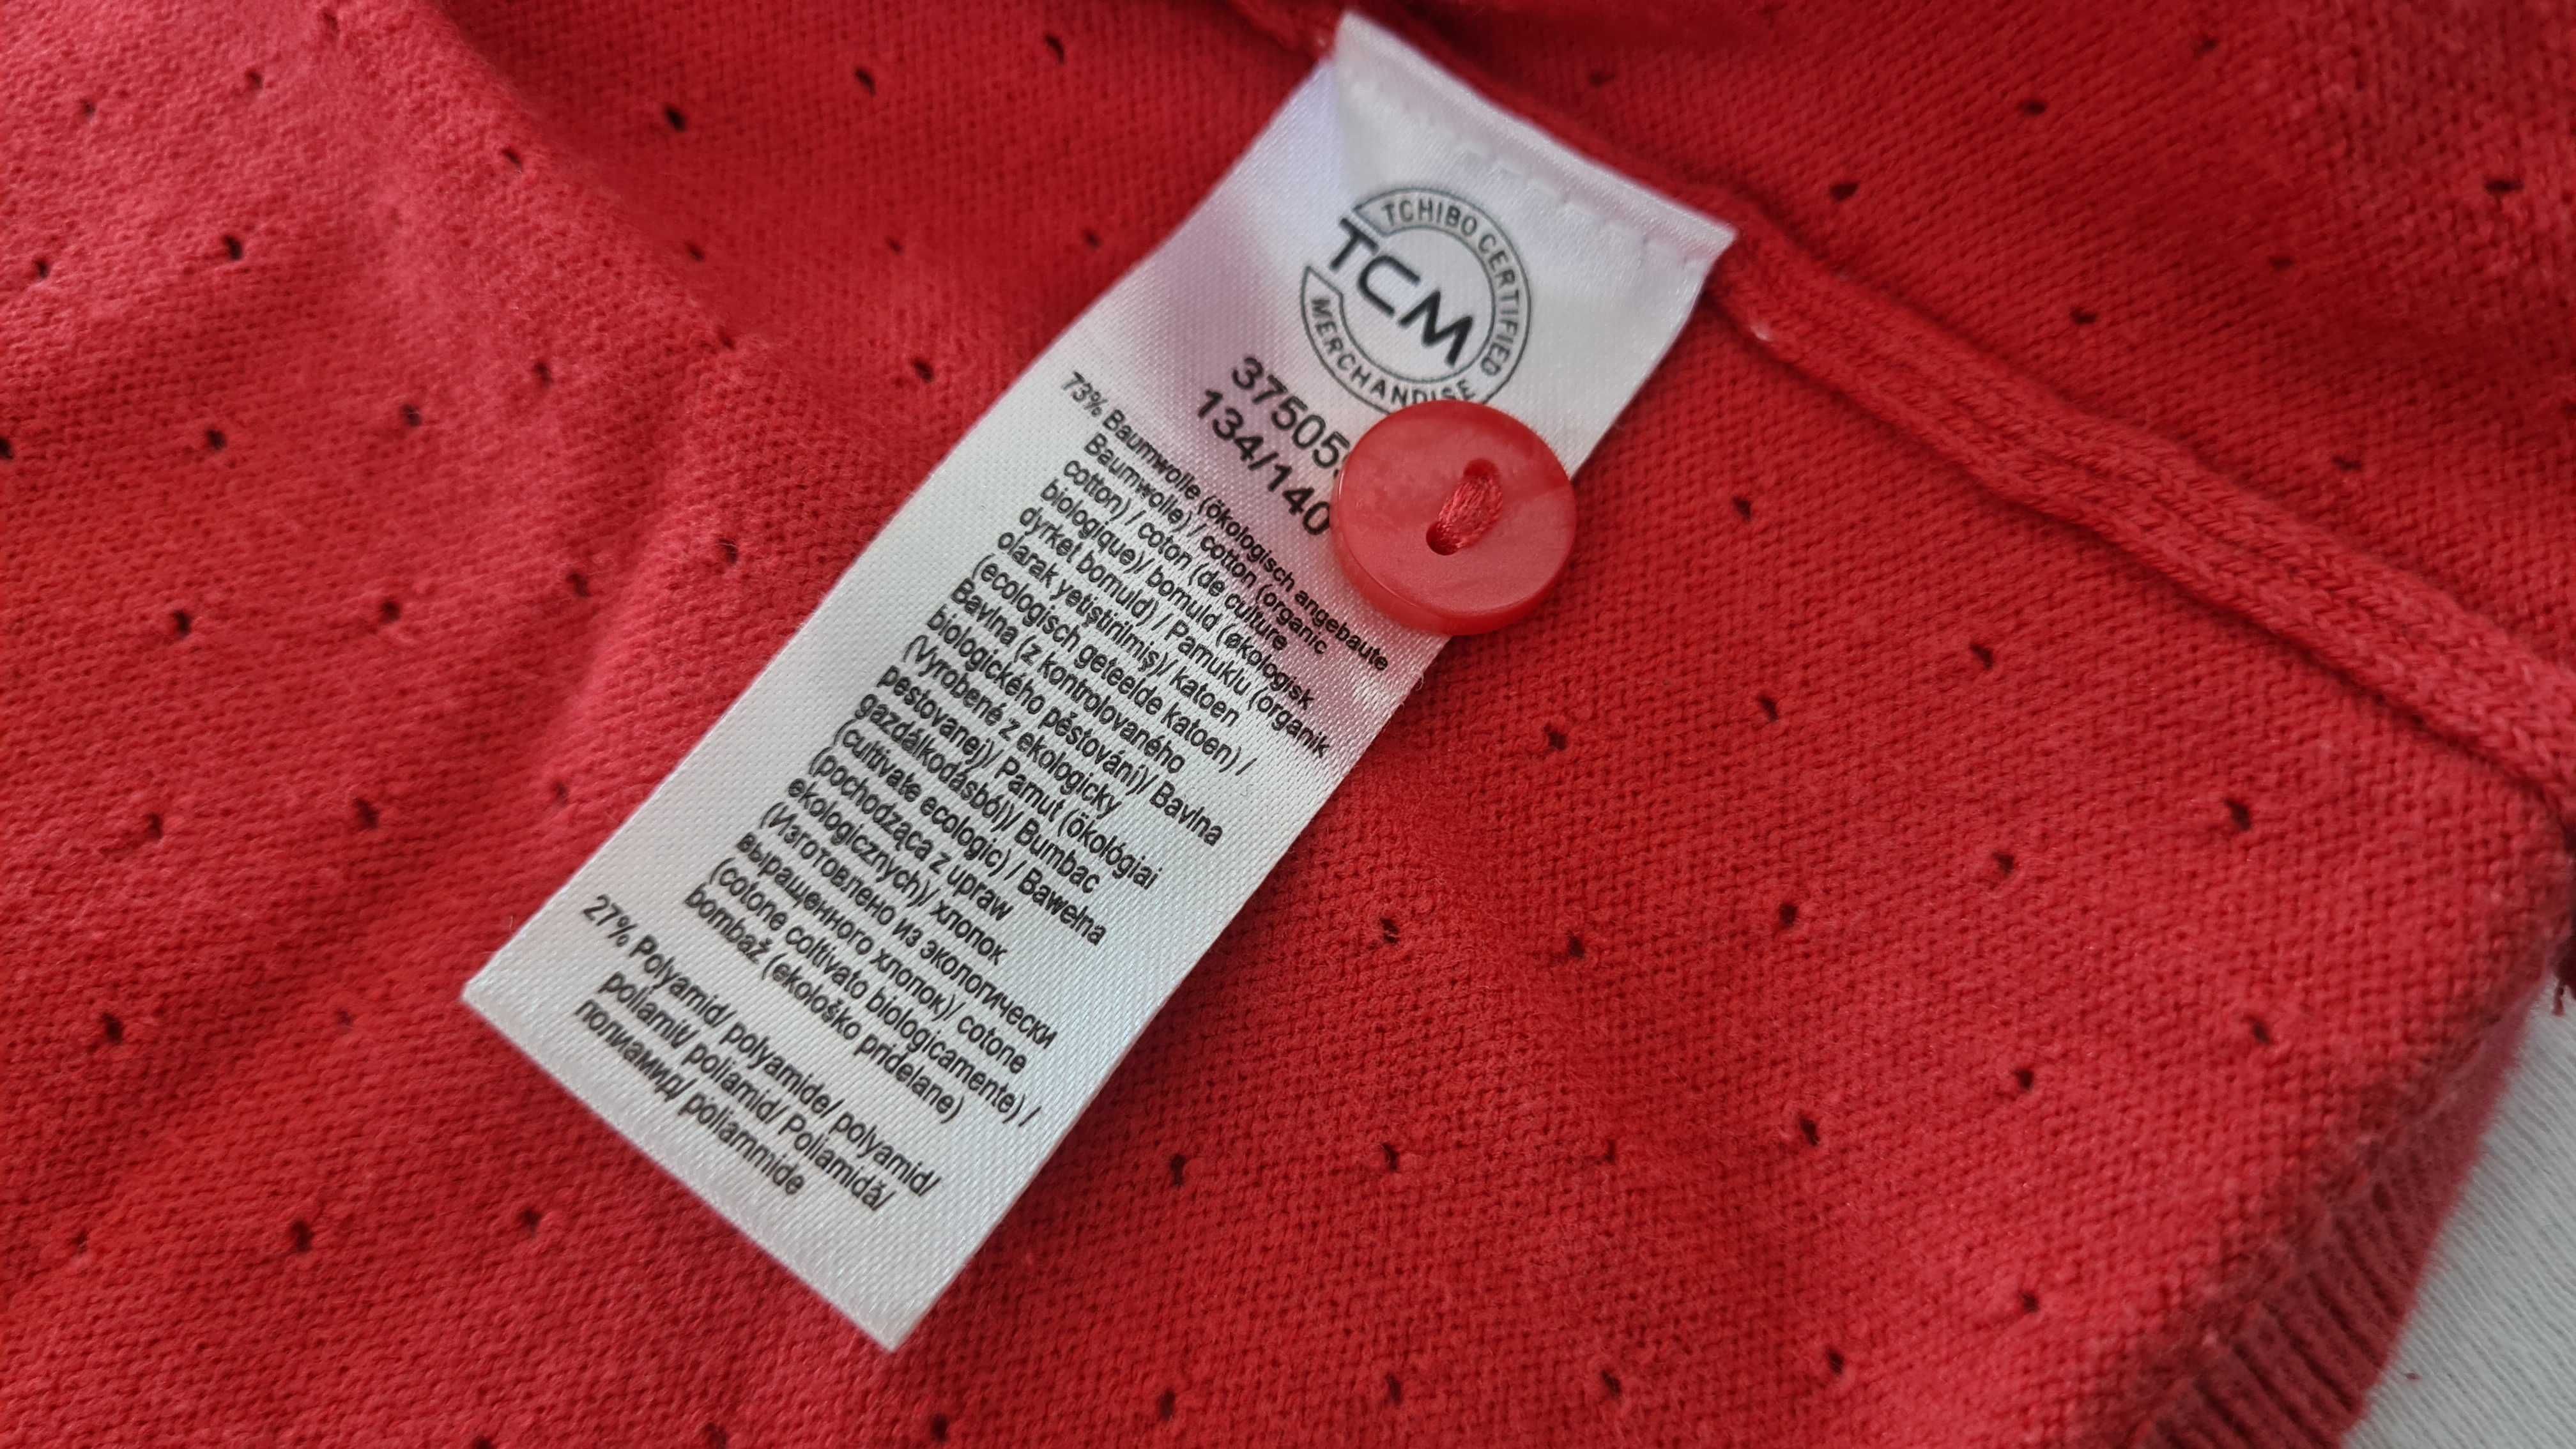 TCHIBO CERTIFIED
TCM
MERCHANDISE
37505
134/140
73% Baumwolle (ökologisch angebaute
Baumwolle) / cotton (organic
cotton) / coton (de culture
biologique)/ bomuld (økologisk
dyrket bomuld) / Pamuklu (organik
olarak yetiştirilmiş)/ katoen
(ecologisch geteelde katoen) /
Bavlna (z kontrolovaného
biologického pěstování)/ Bavlna
(Vyrobené z ekologicky
pestovanej)/ Pamut (ökológiai
gazdálkodásból)/ Bumbac
(cultivate ecologic) / Bawełna
(pochodząca z upraw
ekologicznych)/ хлопок
(Изготовлено из экологически
выращенного хлопок)/ cotone
(cotone coltivato biologicamente) /
bombaž (ekološko pridelane)
27% Polyamid/ polyamide/ polyamid/
poliamit/ poliamid/ Poliamidă/
полиамид/ poliammide